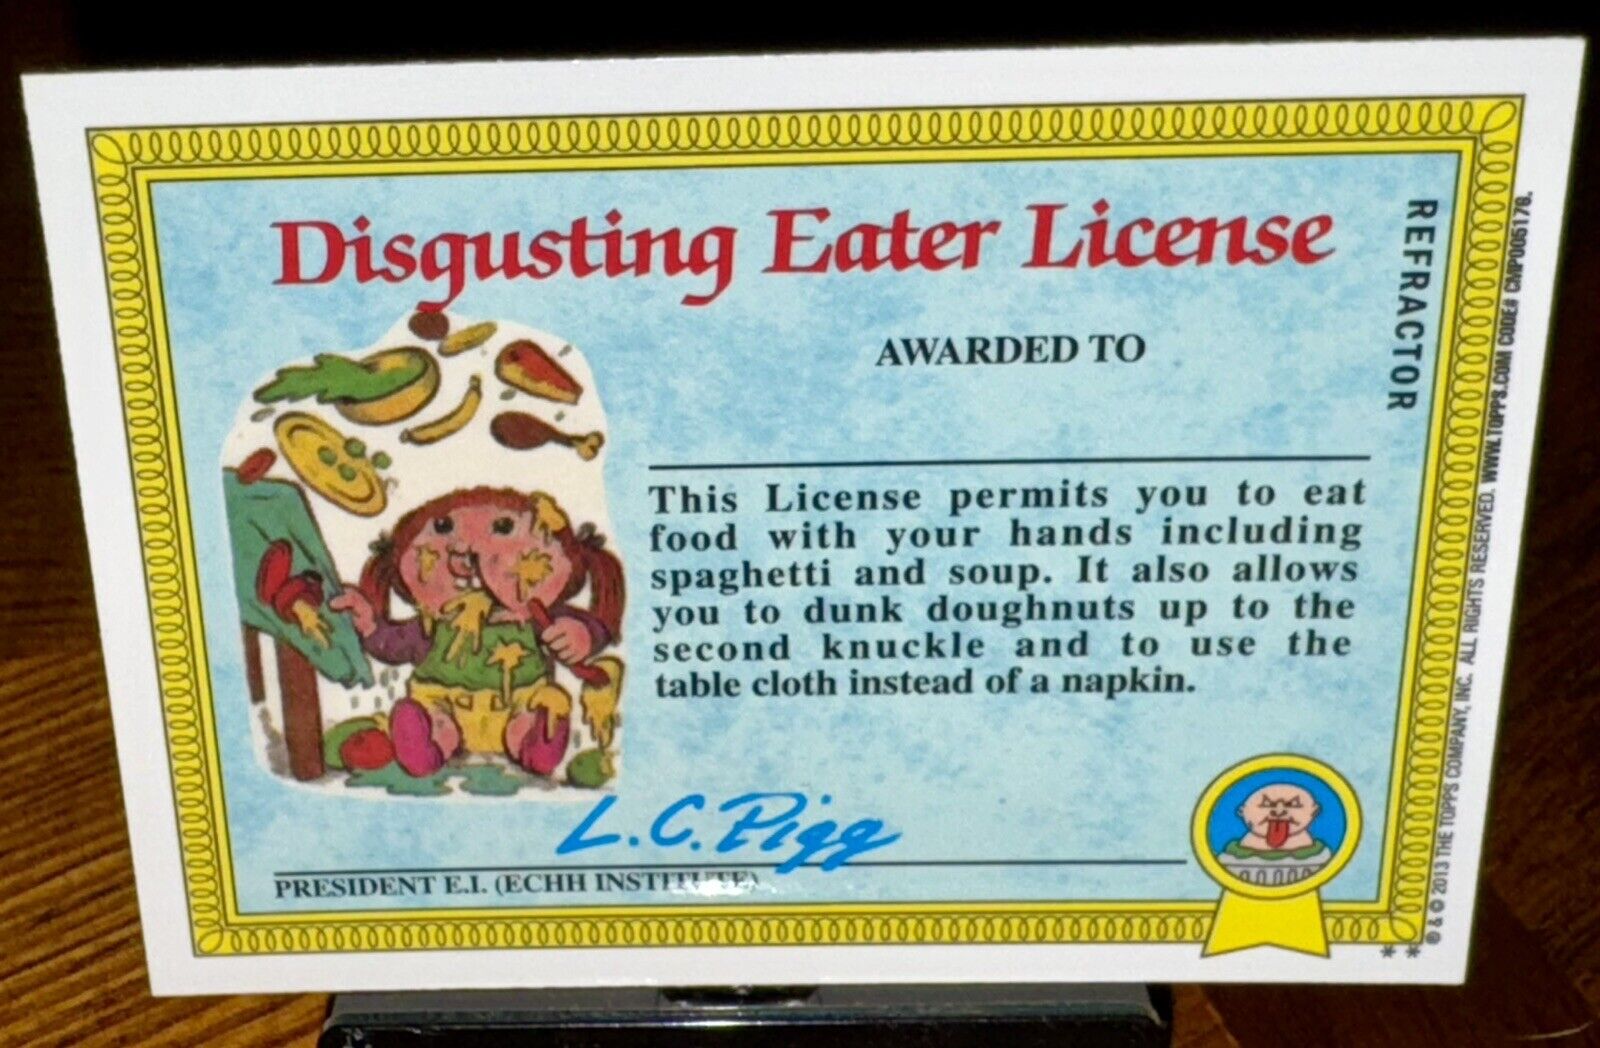 Disgusting Eater License
AWARDED TO
This License permits you to eat
food with your hands including
spaghetti and soup. It also allows
you to dunk doughnuts up to the
second knuckle and to use the
table cloth instead of a napkin.
L.C. Pigg
PRESIDENT E.I. (ECHH INSTITUTE)
REFRACTOR
® & © 2013 THE TOPPS COMPANY, INC. ALL RIGHTS RESERVED. WWW.TOPPS.COM CODE# CMP005176.
**